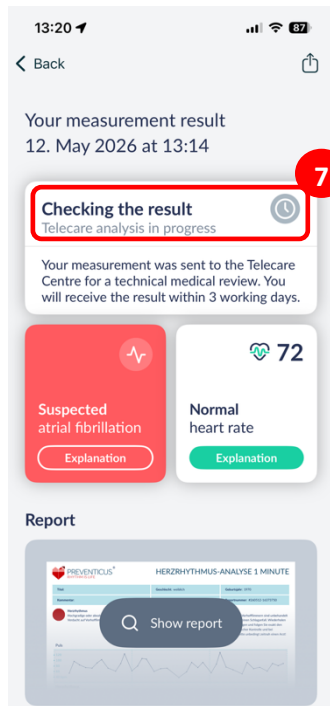 13:20
87
Back
Your measurement result
12. May 2026 at 13:14
7
Checking the result
Telecare analysis in progress
Your measurement was sent to the Telecare
Centre for a technical medical review. You
will receive the result within 3 working days.
72
Suspected
atrial fibrillation
Explanation
Normal
heart rate
Explanation
Report
PREVENTICUS
HERZRHYTHMUS-ANALYSE 1 MINUTE
Show report